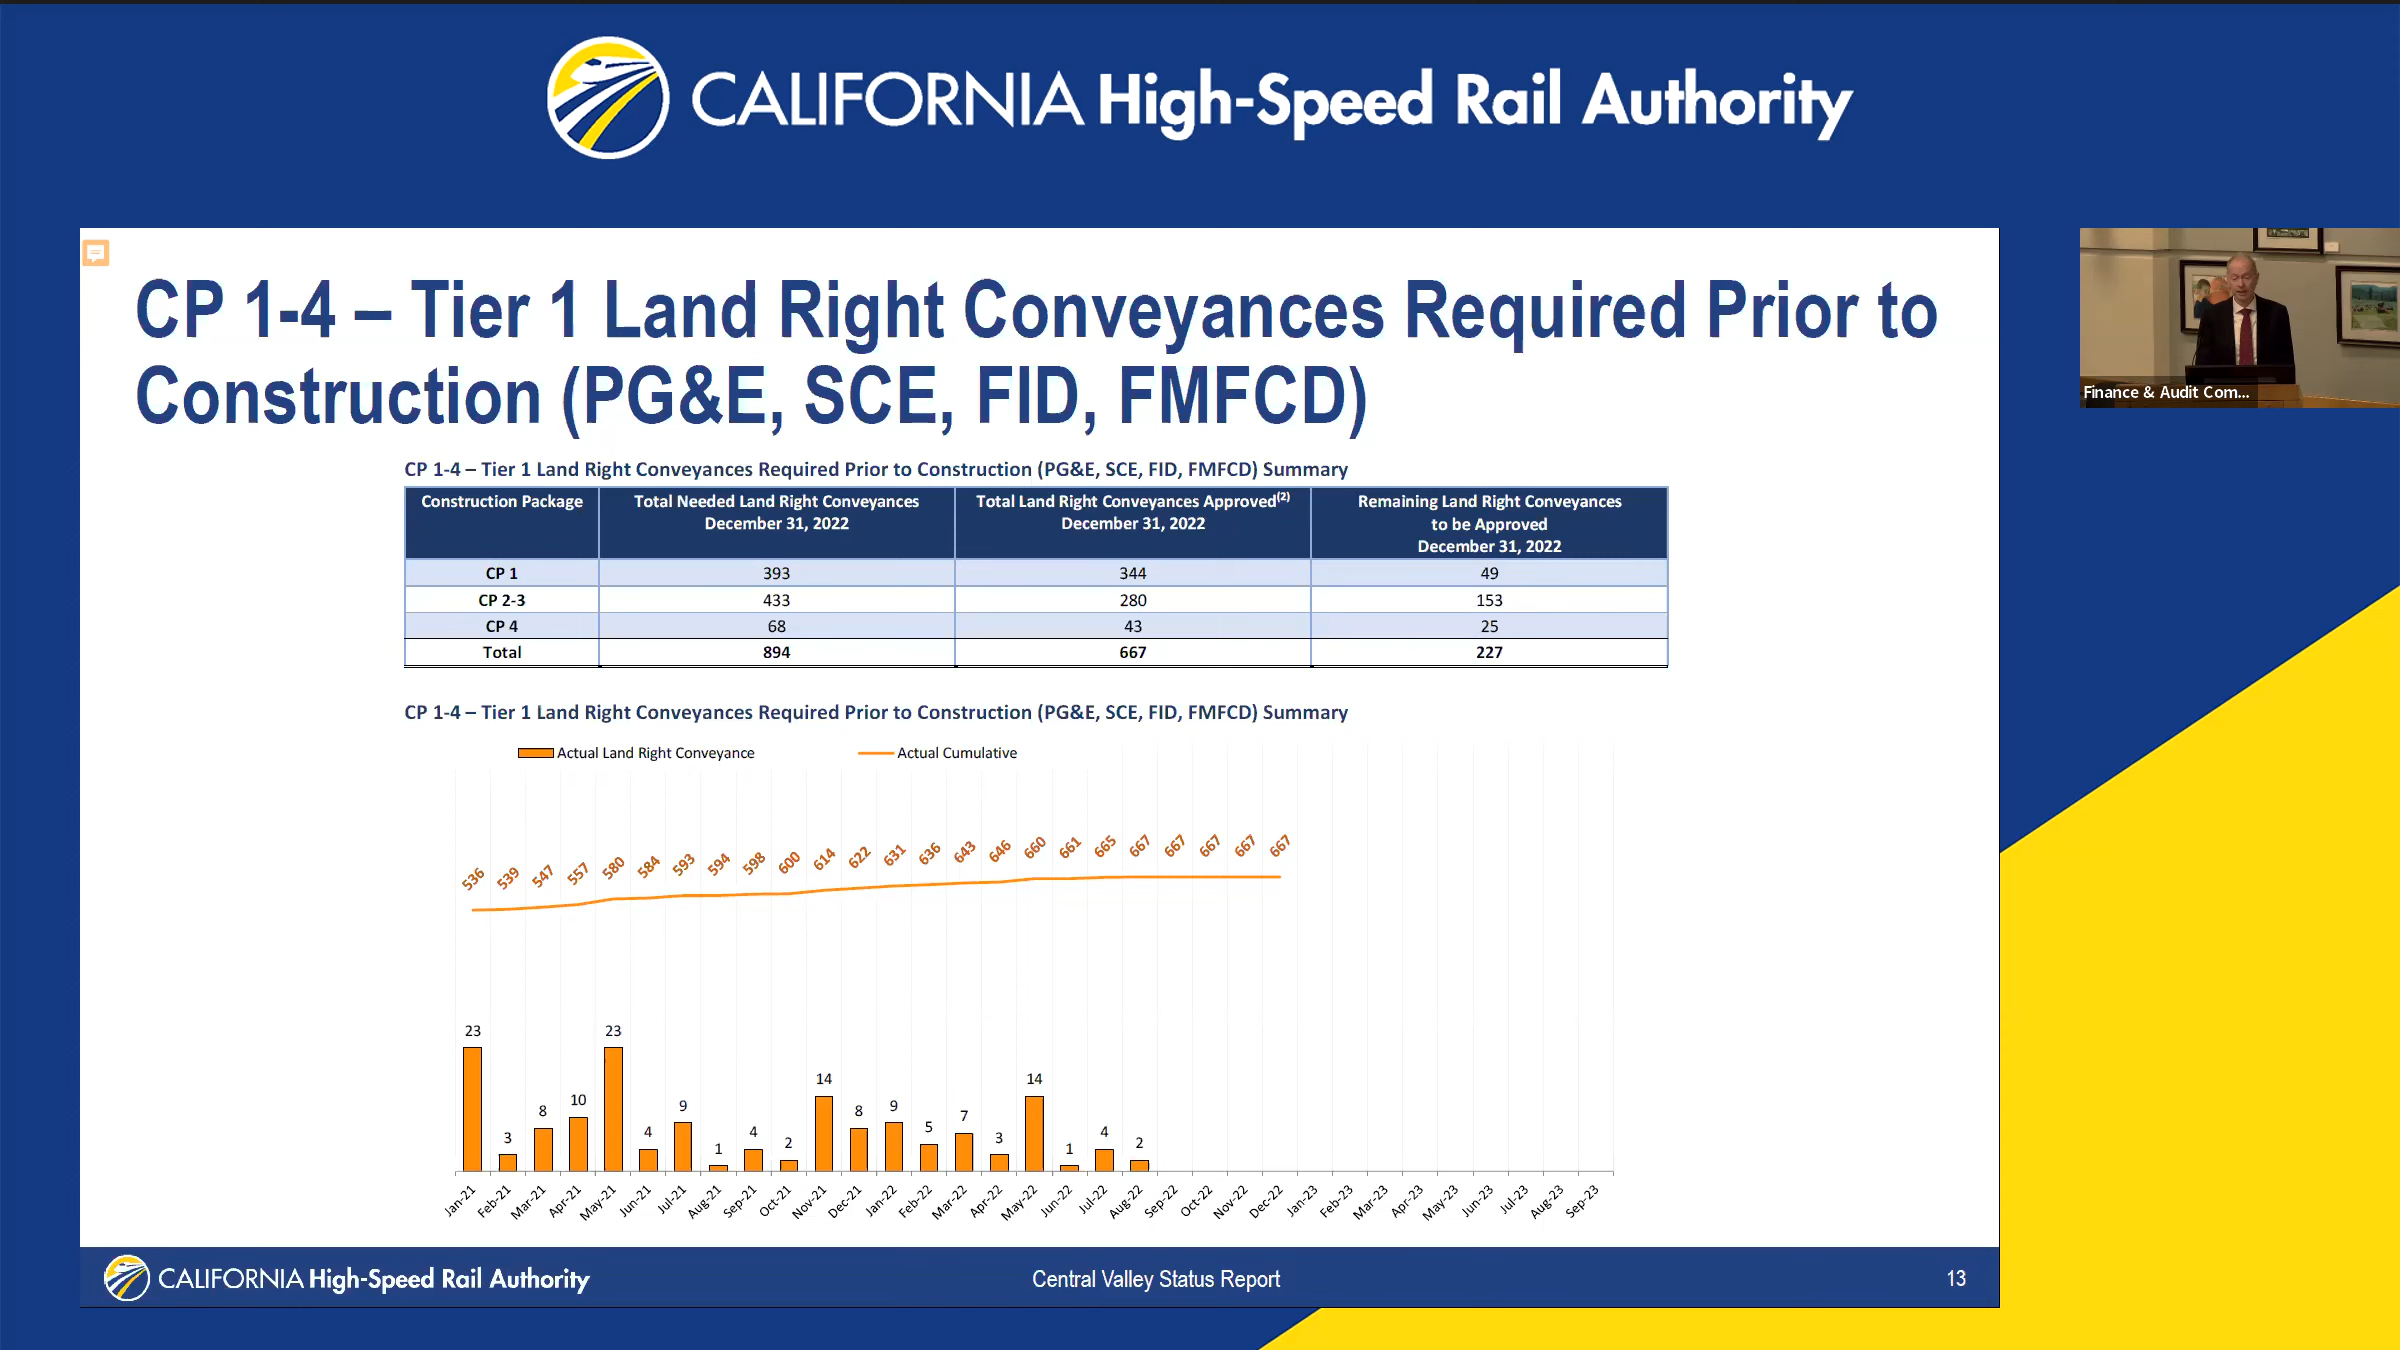 CALIFORNIA High-Speed Rail Authority
CP 1-4 – Tier 1 Land Right Conveyances Required Prior to
Construction (PG&E, SCE, FID, FMFCD)
Finance & Audit Com...
CP 1-4 – Tier 1 Land Right Conveyances Required Prior to Construction (PG&E, SCE, FID, FMFCD) Summary
Construction Package Total Needed Land Right Conveyances December 31, 2022 Total Land Right Conveyances Approved(2) December 31, 2022 Remaining Land Right Conveyances to be Approved December 31, 2022
CP 1 393 344 49
CP 2-3 433 280 153
CP 4 68 43 25
Total 894 667 227
CP 1-4 – Tier 1 Land Right Conveyances Required Prior to Construction (PG&E, SCE, FID, FMFCD) Summary
Actual Land Right Conveyance Actual Cumulative
536 539 547 557 580 584 593 594 598 600 614 622 631 636 643 646 660 661 665 667 667 667 667 667
23 3 8 10 23 4 9 1 4 2 14 8 9 5 7 3 14 1 4 2
Jan-21 Feb-21 Mar-21 Apr-21 May-21 Jun-21 Jul-21 Aug-21 Sep-21 Oct-21 Nov-21 Dec-21 Jan-22 Feb-22 Mar-22 Apr-22 May-22 Jun-22 Jul-22 Aug-22 Sep-22 Oct-22 Nov-22 Dec-22 Jan-23 Feb-23 Mar-23 Apr-23 May-23 Jun-23 Jul-23 Aug-23 Sep-23
CALIFORNIA High-Speed Rail Authority Central Valley Status Report 13